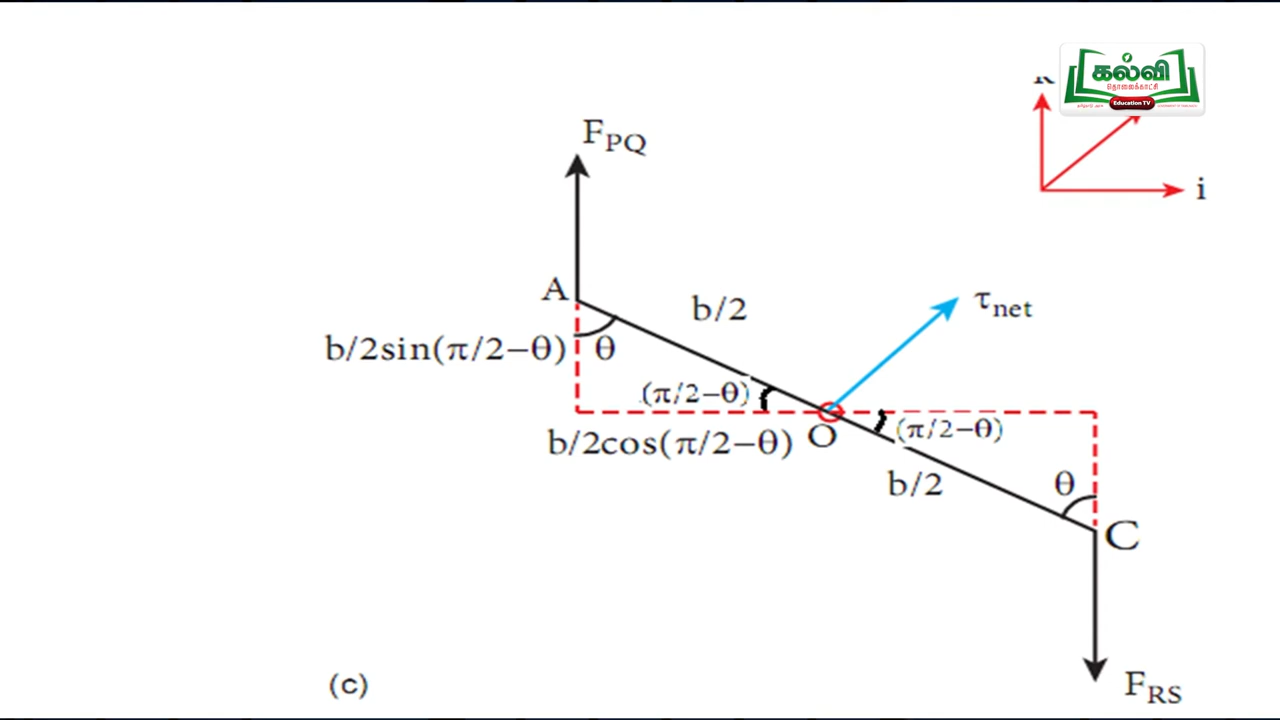 கல்வி
தொலைக்காட்சி
Education TV
F_PQ
i
A
b/2
τ_net
b/2sin(π/2−θ)
θ
(π/2−θ)
b/2cos(π/2−θ)
O
(π/2−θ)
b/2
θ
C
(c)
F_RS